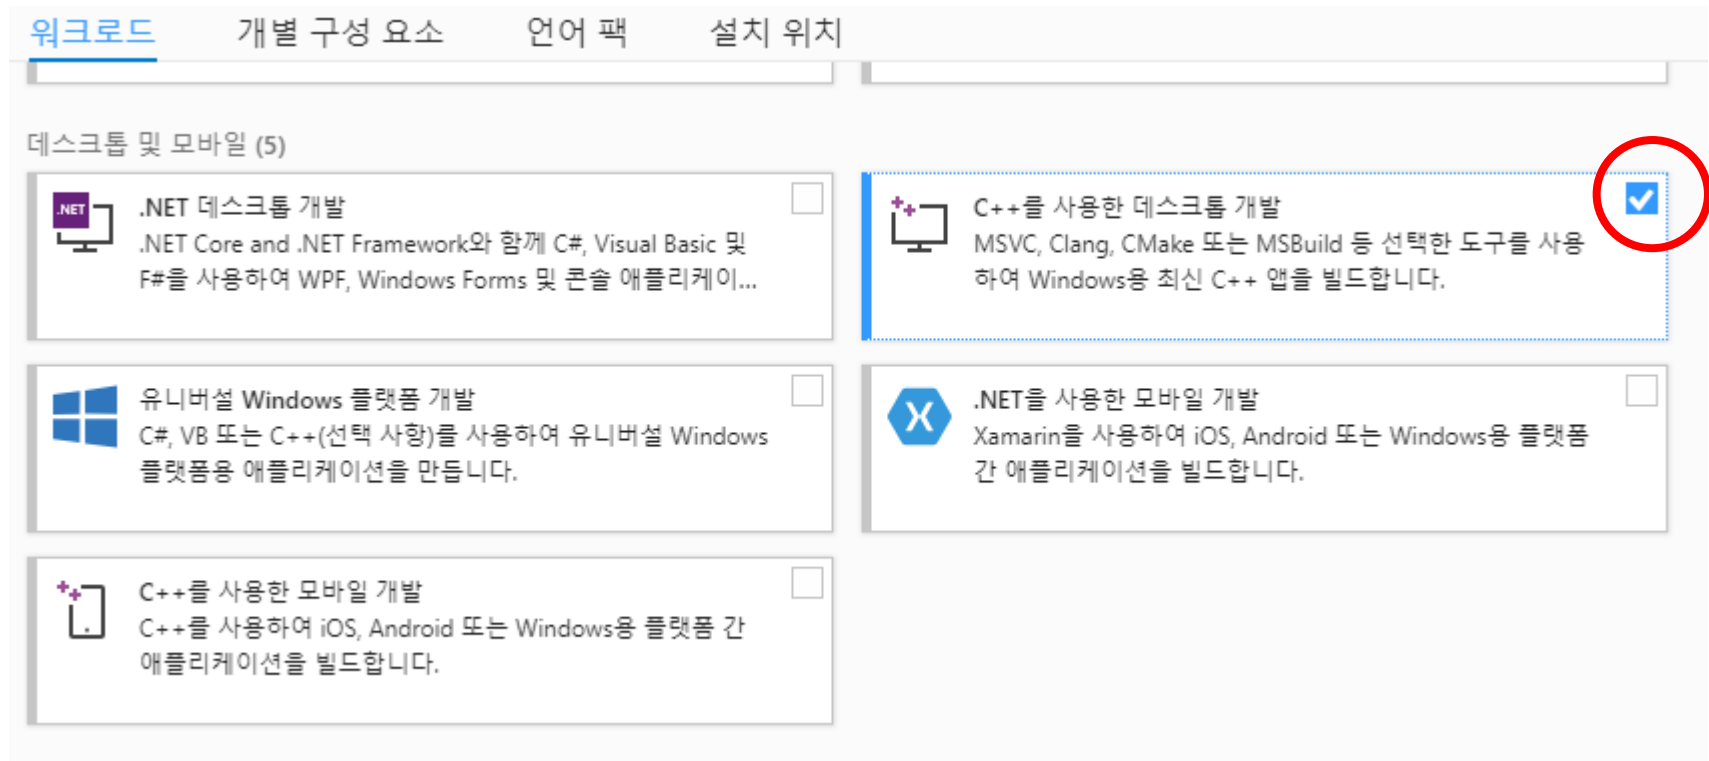 워크로드 개별 구성 요소 언어 팩 설치 위치
데스크톱 및 모바일 (5)
.NET
.NET 데스크톱 개발
.NET Core and .NET Framework와 함께 C#, Visual Basic 및
F#을 사용하여 WPF, Windows Forms 및 콘솔 애플리케이...
C++를 사용한 데스크톱 개발
MSVC, Clang, CMake 또는 MSBuild 등 선택한 도구를 사용
하여 Windows용 최신 C++ 앱을 빌드합니다.
유니버설 Windows 플랫폼 개발
C#, VB 또는 C++(선택 사항)를 사용하여 유니버설 Windows
플랫폼용 애플리케이션을 만듭니다.
.NET을 사용한 모바일 개발
Xamarin을 사용하여 iOS, Android 또는 Windows용 플랫폼
간 애플리케이션을 빌드합니다.
C++를 사용한 모바일 개발
C++를 사용하여 iOS, Android 또는 Windows용 플랫폼 간
애플리케이션을 빌드합니다.